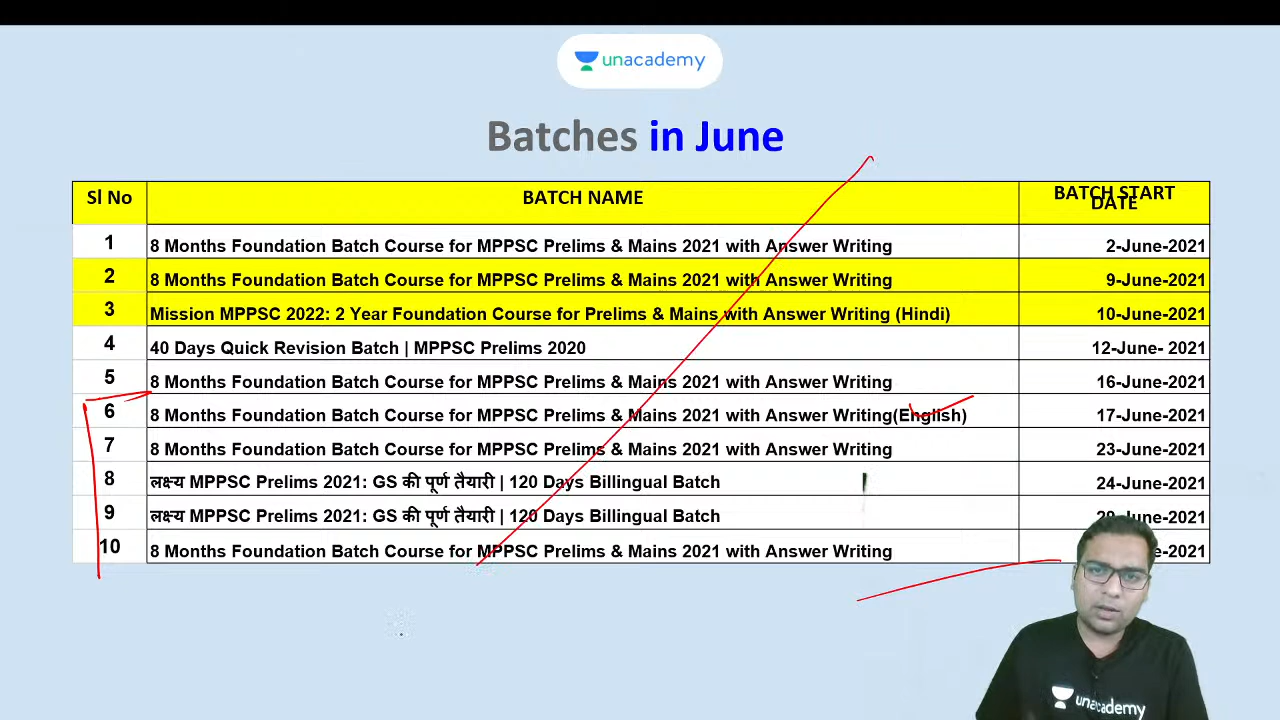 unacademy
Batches in June
Sl No BATCH NAME BATCH START DATE
1 8 Months Foundation Batch Course for MPPSC Prelims & Mains 2021 with Answer Writing 2-June-2021
2 8 Months Foundation Batch Course for MPPSC Prelims & Mains 2021 with Answer Writing 9-June-2021
3 Mission MPPSC 2022: 2 Year Foundation Course for Prelims & Mains with Answer Writing (Hindi) 10-June-2021
4 40 Days Quick Revision Batch | MPPSC Prelims 2020 12-June- 2021
5 8 Months Foundation Batch Course for MPPSC Prelims & Mains 2021 with Answer Writing 16-June-2021
6 8 Months Foundation Batch Course for MPPSC Prelims & Mains 2021 with Answer Writing(English) 17-June-2021
7 8 Months Foundation Batch Course for MPPSC Prelims & Mains 2021 with Answer Writing 23-June-2021
8 लक्ष्य MPPSC Prelims 2021: GS की पूर्ण तैयारी | 120 Days Billingual Batch 24-June-2021
9 लक्ष्य MPPSC Prelims 2021: GS की पूर्ण तैयारी | 120 Days Billingual Batch June-2021
10 8 Months Foundation Batch Course for MPPSC Prelims & Mains 2021 with Answer Writing -2021
unacademy